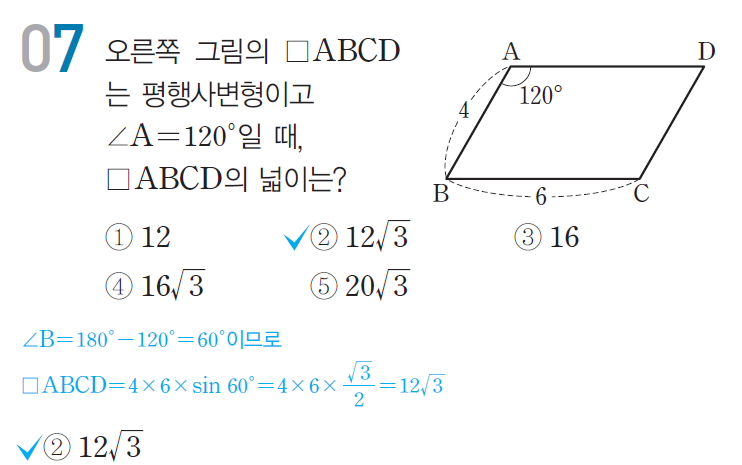 07 오른쪽 그림의 □ABCD
는 평행사변형이고
∠A=120°일 때,
□ABCD의 넓이는?
A
D
120°
4
B
6
C
① 12
✓② 12√3
③ 16
④ 16√3
⑤ 20√3
∠B=180°-120°=60°이므로
□ABCD=4×6×sin 60°=4×6×√3/2=12√3
✓② 12√3